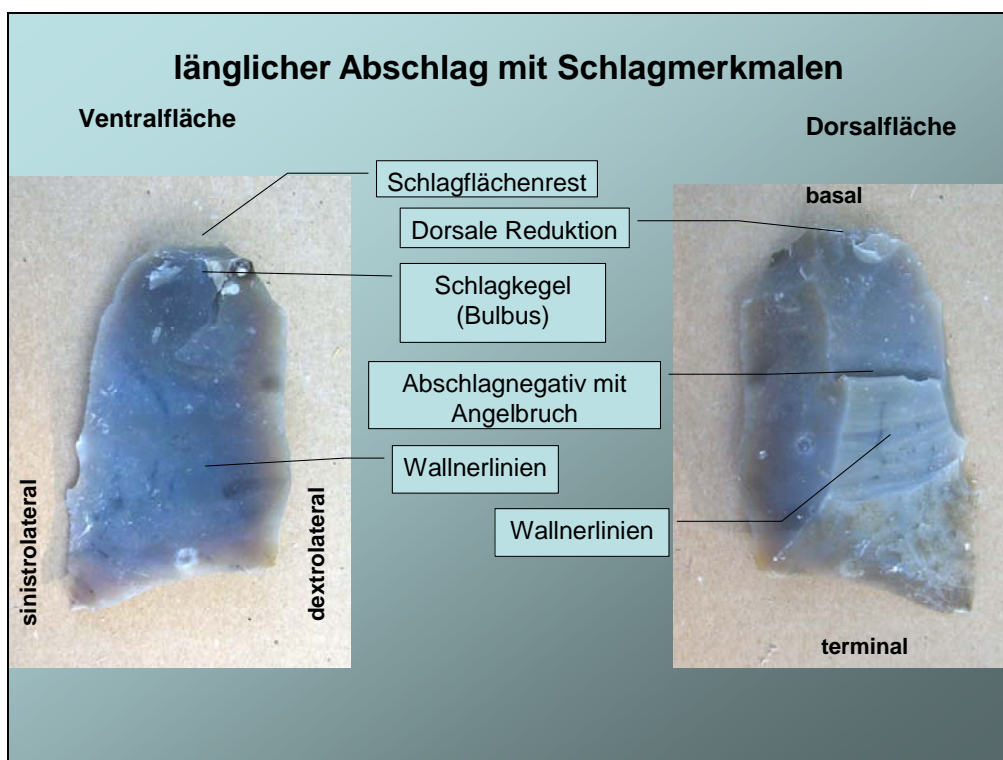 länglicher Abschlag mit Schlagmerkmalen
Ventralfläche
Dorsalfläche
Schlagflächenrest
basal
Dorsale Reduktion
Schlagkegel
(Bulbus)
Abschlagnegativ mit
Angelbruch
Wallnerlinien
sinistrolateral
dextrolateral
Wallnerlinien
terminal